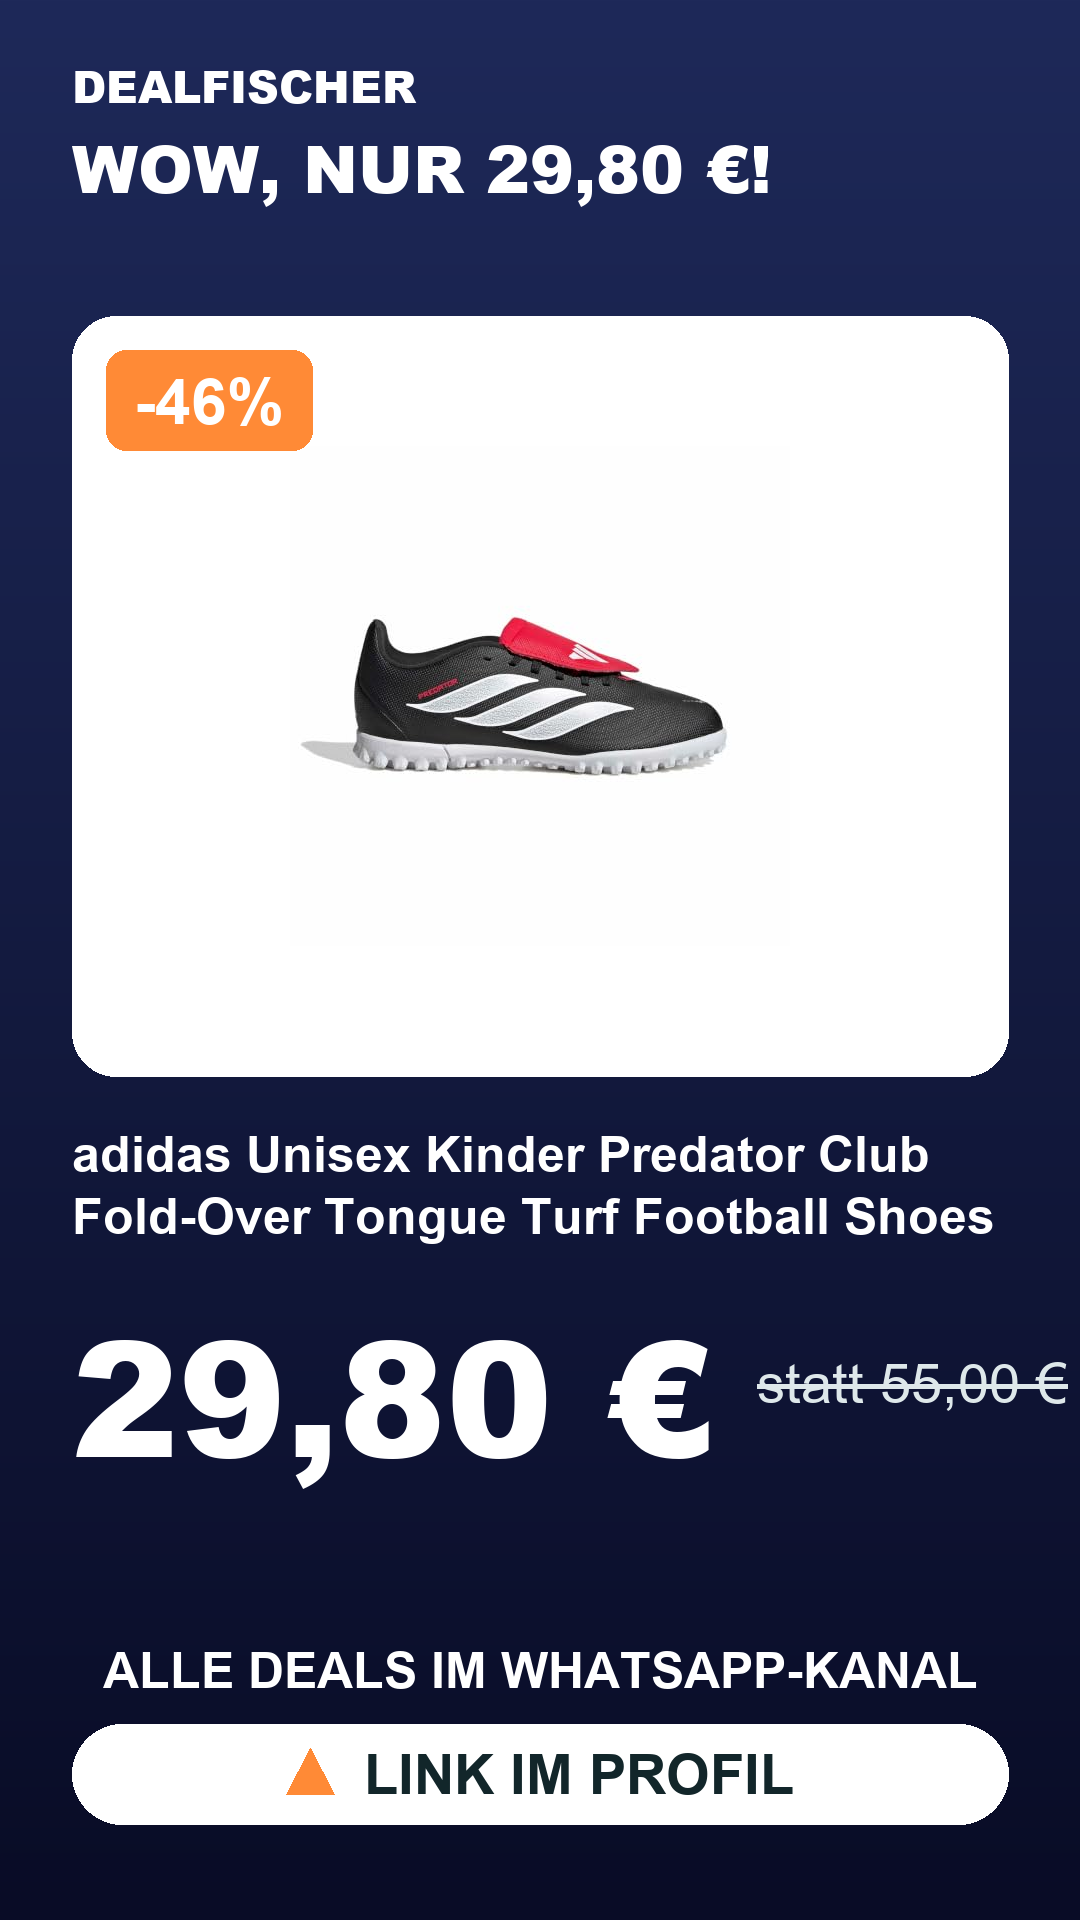 DEALFISCHER
WOW, NUR 29,80 €!
-46%
PREDATOR
adidas Unisex Kinder Predator Club
Fold-Over Tongue Turf Football Shoes
29,80 € statt 55,00 €
ALLE DEALS IM WHATSAPP-KANAL
LINK IM PROFIL